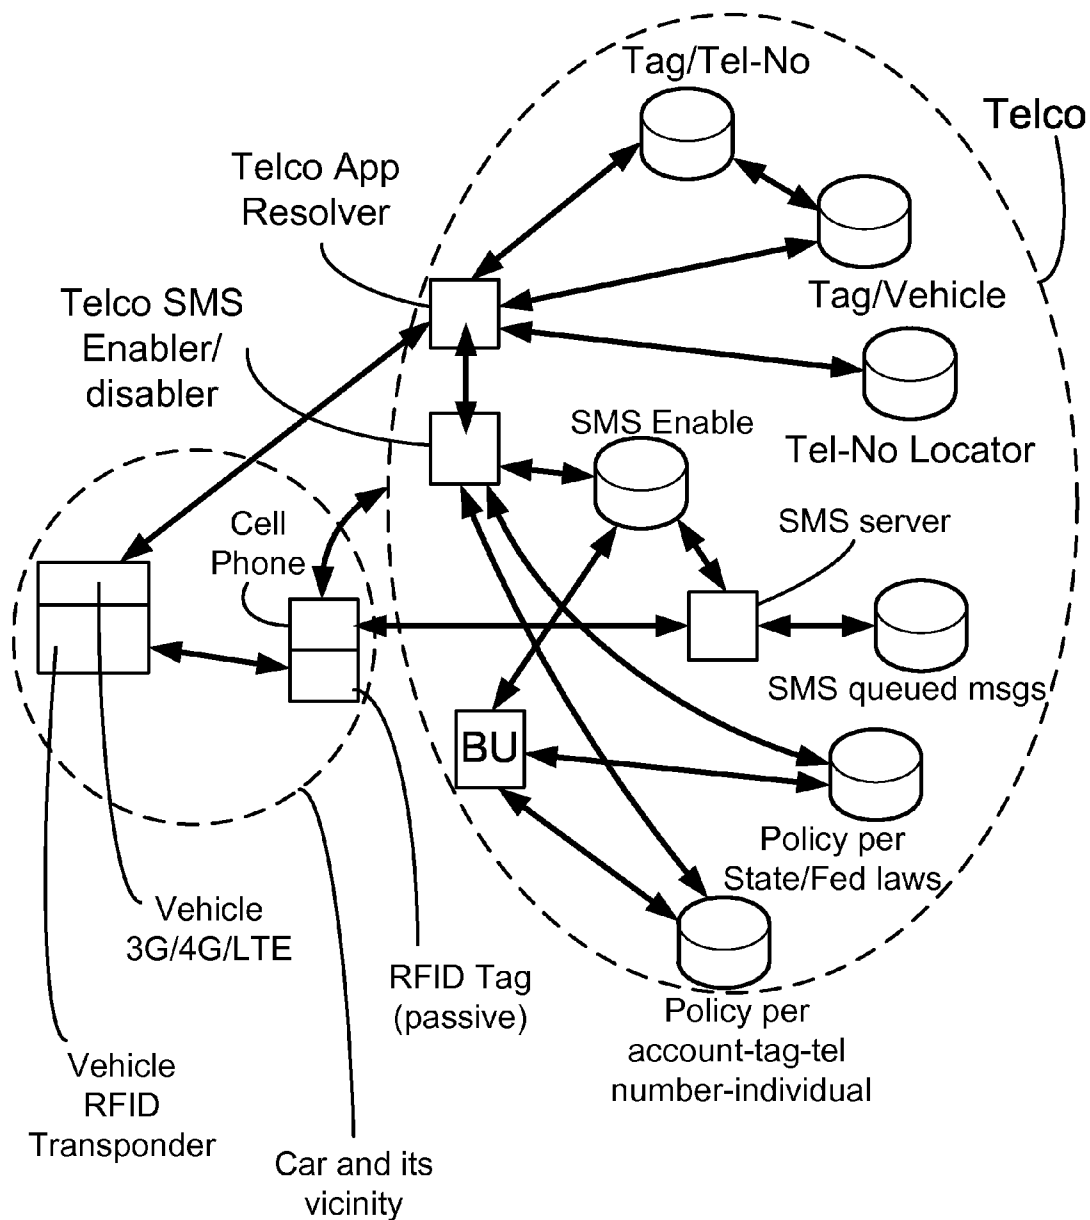 Tag/Tel-No
Telco
Telco App
Resolver
Tag/Vehicle
Telco SMS
Enabler/
disabler
SMS Enable
Tel-No Locator
Cell
Phone
SMS server
SMS queued msgs
BU
Policy per
State/Fed laws
Vehicle
3G/4G/LTE
RFID Tag
(passive)
Policy per
account-tag-tel
number-individual
Vehicle
RFID
Transponder
Car and its
vicinity